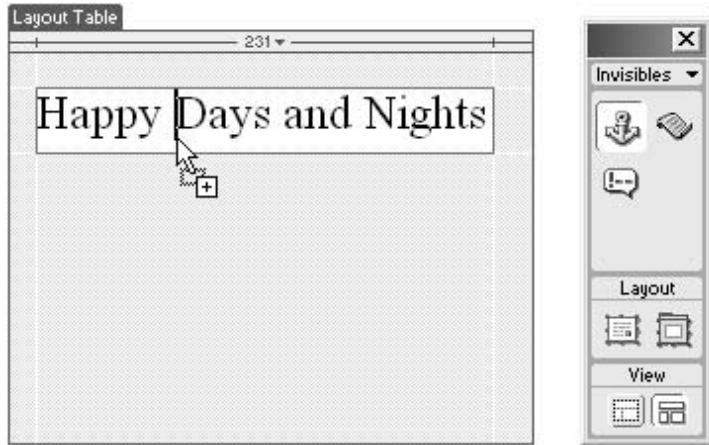 Layout Table
231
Happy Days and Nights
Invisibles
Layout
View